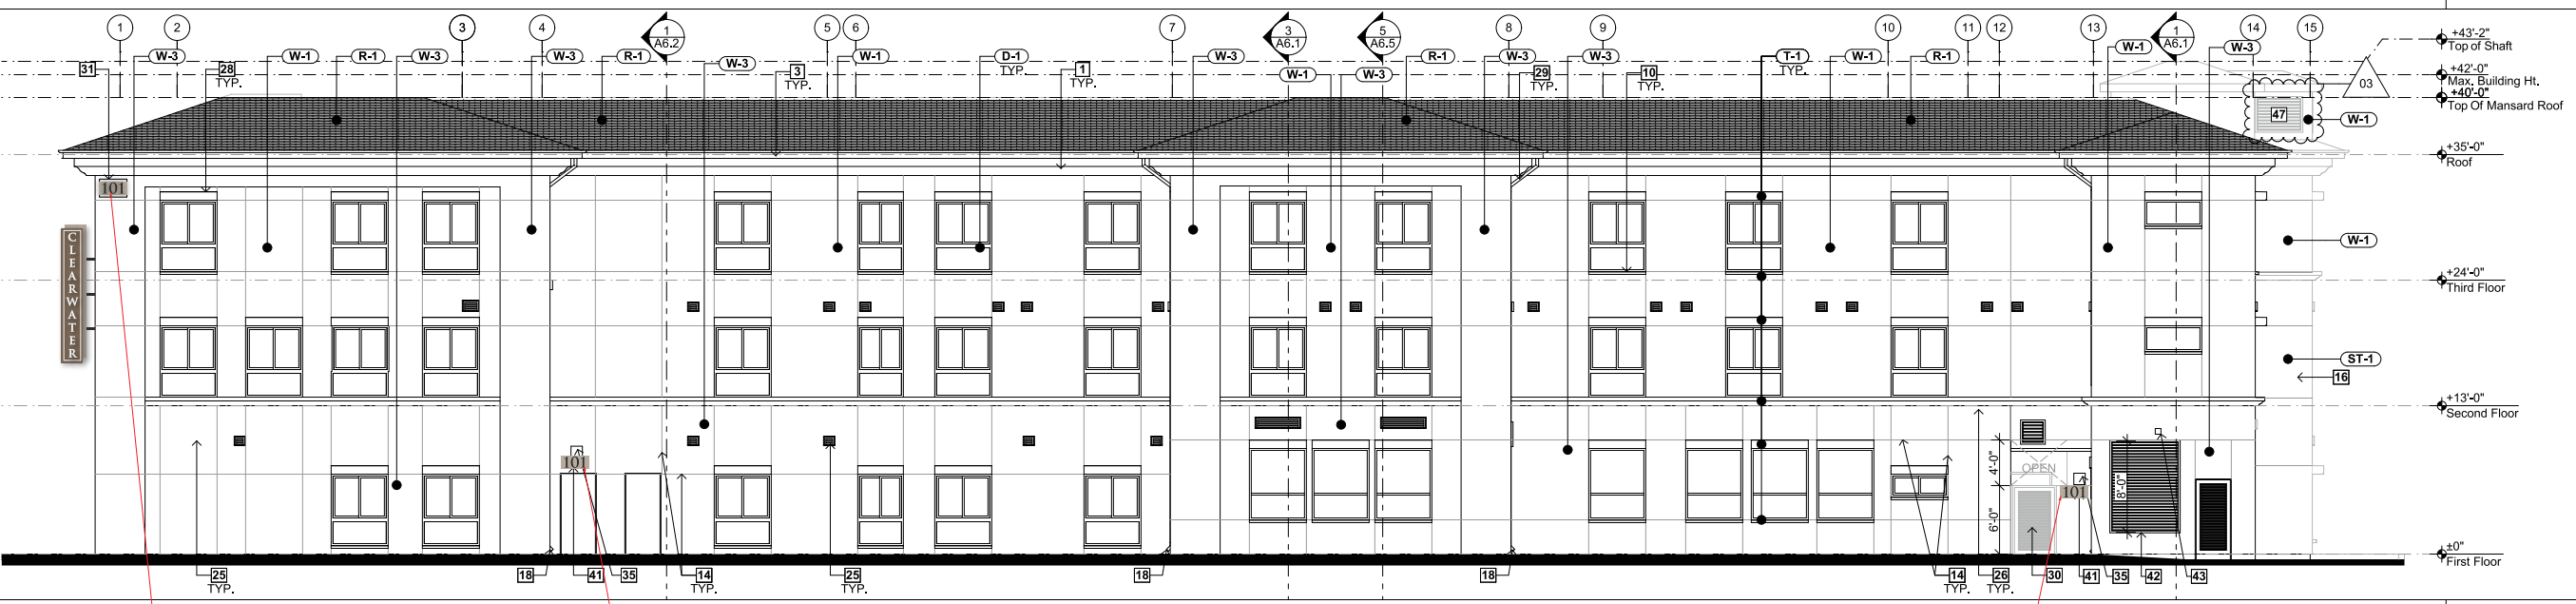 1
2
3
4
1
A6.2
5
6
7
3
A6.1
5
A6.5
8
9
10
11
12
13
1
A6.1
14
15
+43'-2"
Top of Shaft
31
W-3
28
TYP.
W-1
R-1
W-3
W-3
R-1
W-3
3
TYP.
W-1
D-1
TYP.
1
TYP.
W-3
W-1
W-3
R-1
W-3
29
TYP.
W-3
10
TYP.
T-1
TYP.
W-1
R-1
W-1
W-3
03
+42'-0"
Max. Building Ht.
+40'-0"
Top Of Mansard Roof
47
W-1
+35'-0"
Roof
101
CLEARWATER
W-1
+24'-0"
Third Floor
ST-1
16
+13'-0"
Second Floor
101
OPEN
4'-0"
6'-0"
101
8'-0"
±0"
First Floor
25
TYP.
18
41
35
14
TYP.
25
TYP.
18
18
14
TYP.
26
TYP.
30
41
35
42
43